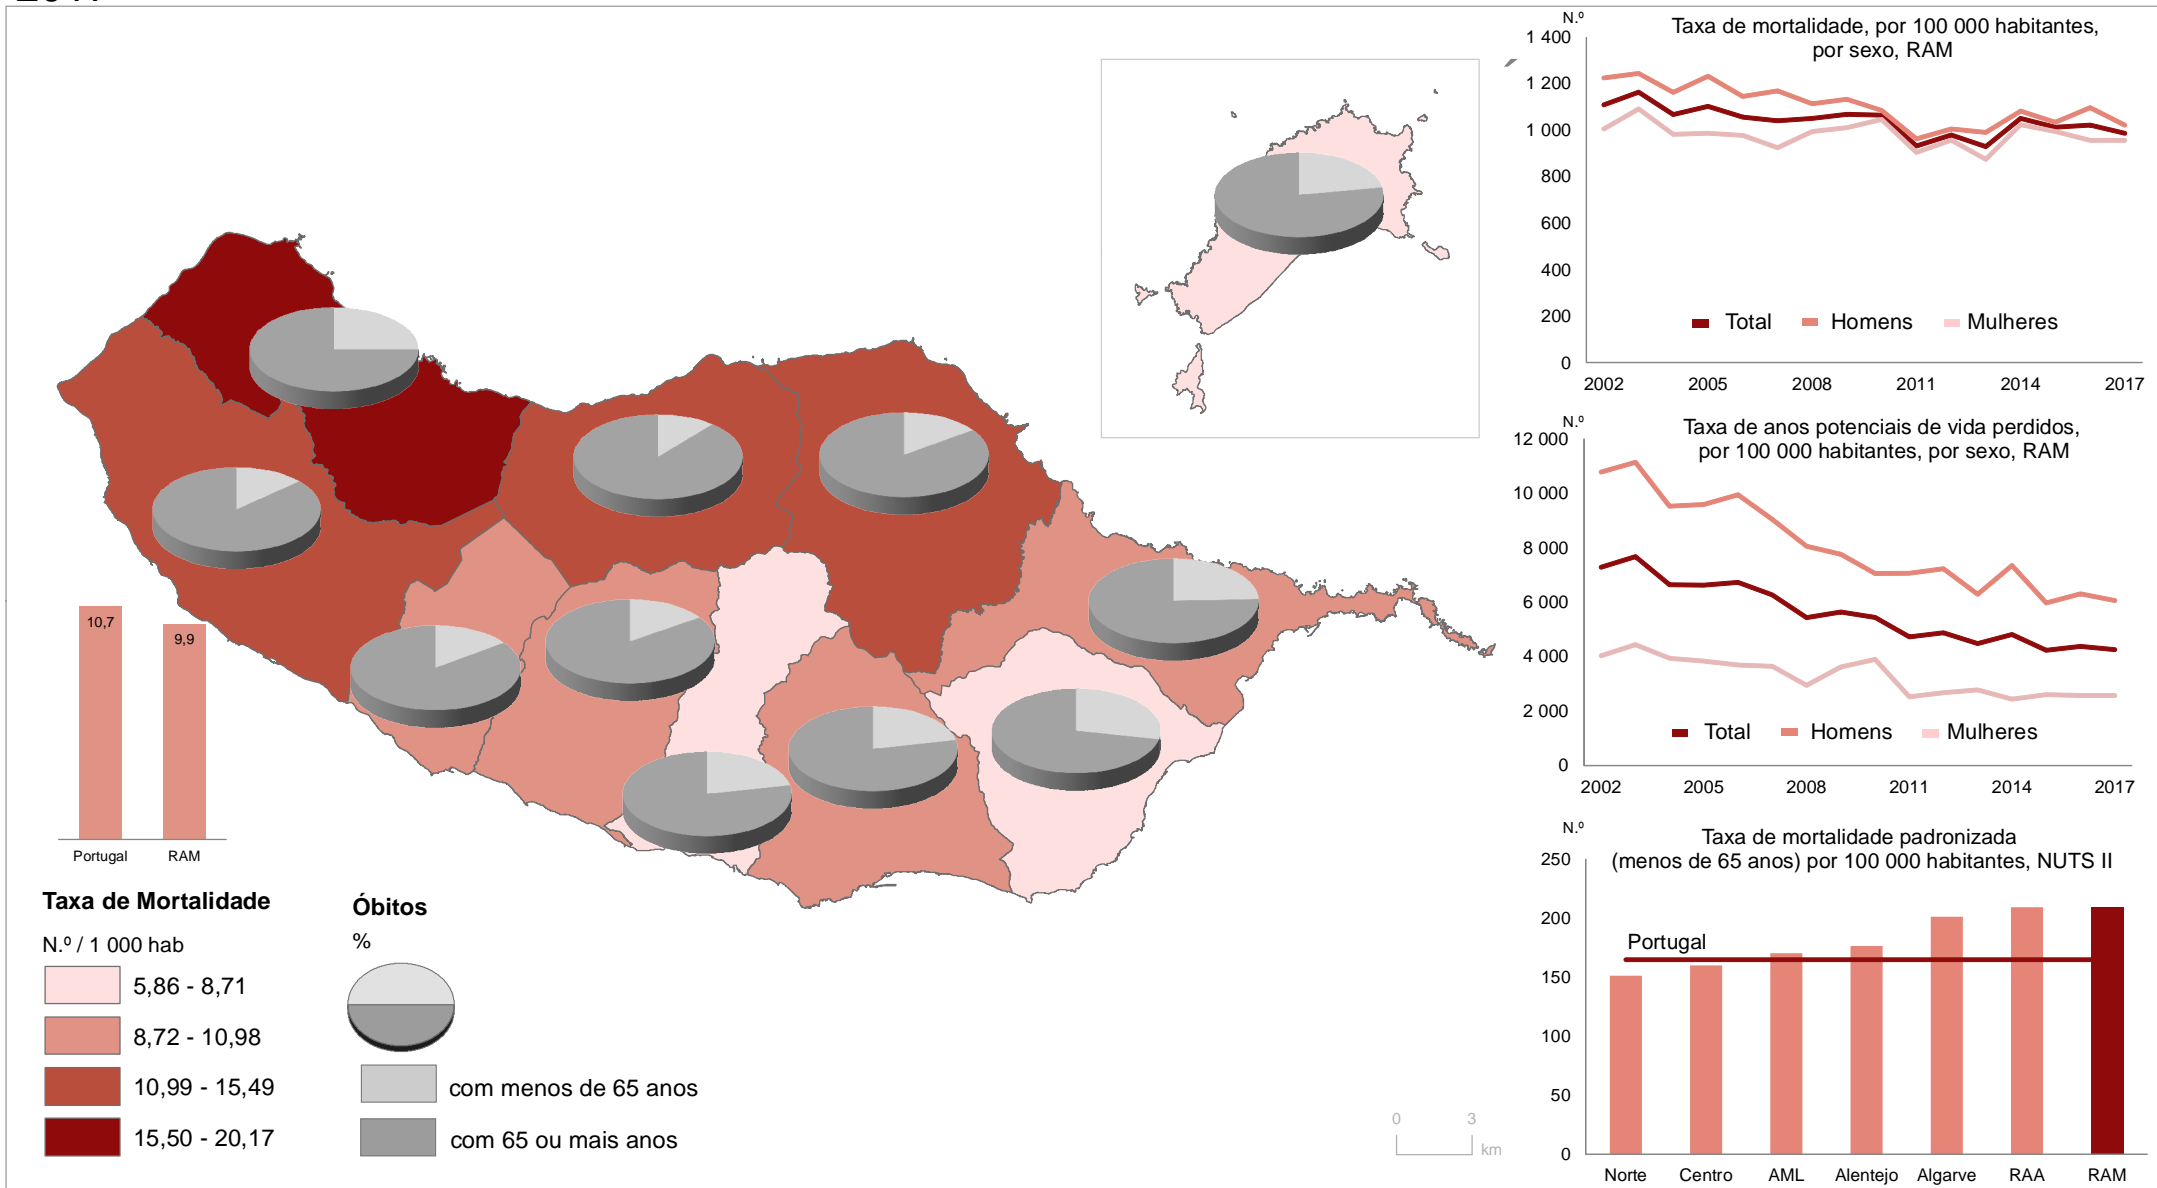 N.º
Taxa de mortalidade, por 100 000 habitantes,
por sexo, RAM
1 400
1 200
1 000
800
600
400
200
0
Total
Homens
Mulheres
2002
2005
2008
2011
2014
2017
N.º
Taxa de anos potenciais de vida perdidos,
por 100 000 habitantes, por sexo, RAM
12 000
10 000
8 000
6 000
4 000
2 000
0
Total
Homens
Mulheres
2002
2005
2008
2011
2014
2017
N.º
Taxa de mortalidade padronizada
(menos de 65 anos) por 100 000 habitantes, NUTS II
250
200
150
100
50
0
Portugal
Norte
Centro
AML
Alentejo
Algarve
RAA
RAM
10,7
9,9
Portugal
RAM
Taxa de Mortalidade
N.º / 1 000 hab
5,86 - 8,71
8,72 - 10,98
10,99 - 15,49
15,50 - 20,17
Óbitos
%
com menos de 65 anos
com 65 ou mais anos
0
3
km